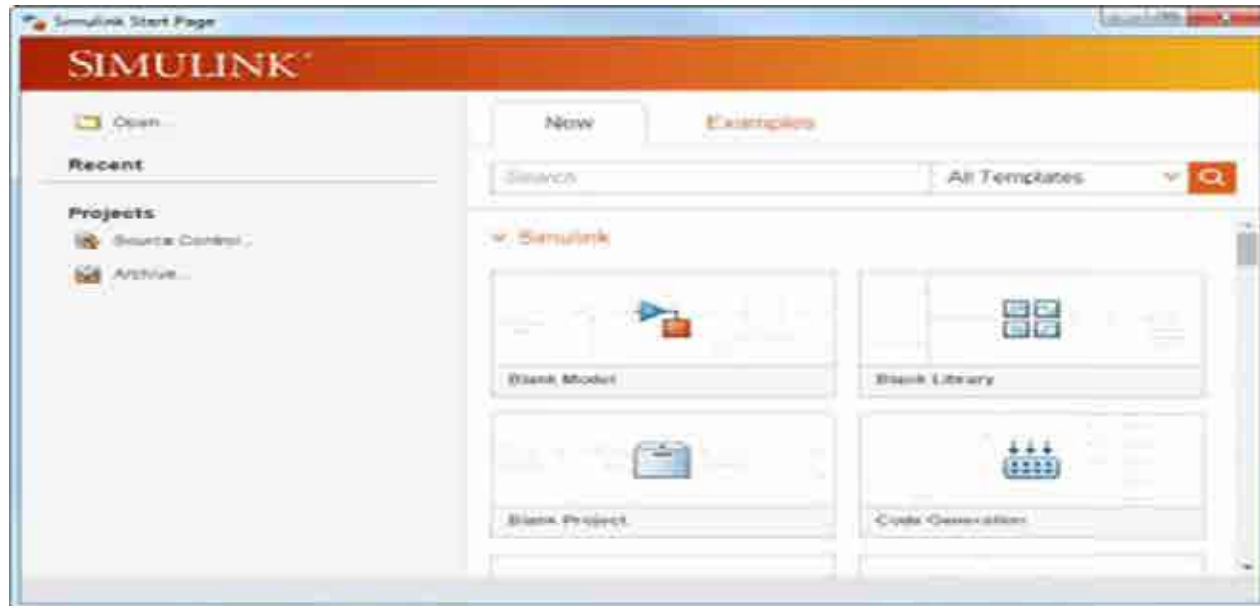 Simulink Start Page
SIMULINK
Open...
Recent
Projects
Source Control...
Archive...
New Examples
Search All Templates
Simulink
Blank Model Blank Library
Blank Project Code Generation